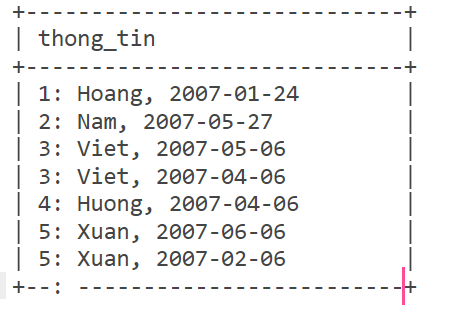 +-----------------------------+
| thong_tin                   |
+-----------------------------+
| 1: Hoang, 2007-01-24        |
| 2: Nam, 2007-05-27          |
| 3: Viet, 2007-05-06         |
| 3: Viet, 2007-04-06         |
| 4: Huong, 2007-04-06        |
| 5: Xuan, 2007-06-06         |
| 5: Xuan, 2007-02-06         |
+--: -------------------------+